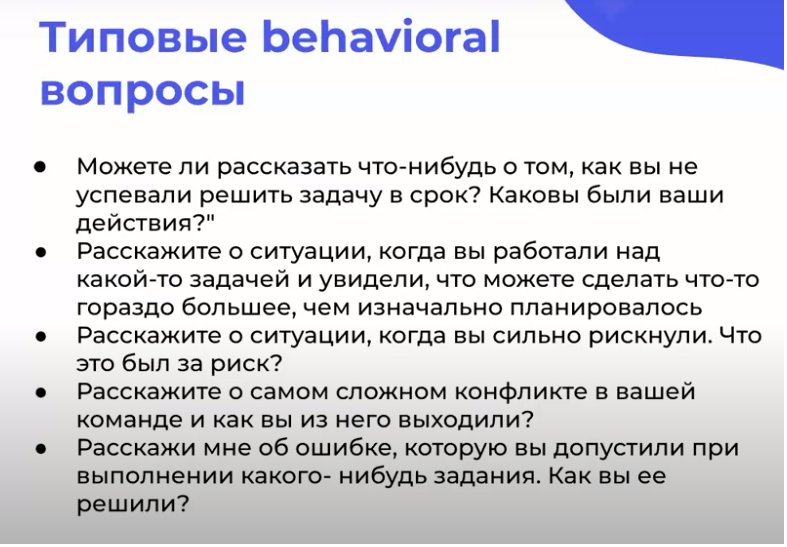 Типовые behavioral
вопросы
● Можете ли рассказать что-нибудь о том, как вы не
успевали решить задачу в срок? Каковы были ваши
действия?"
● Расскажите о ситуации, когда вы работали над
какой-то задачей и увидели, что можете сделать что-то
гораздо большее, чем изначально планировалось
● Расскажите о ситуации, когда вы сильно рискнули. Что
это был за риск?
● Расскажите о самом сложном конфликте в вашей
команде и как вы из него выходили?
● Расскажи мне об ошибке, которую вы допустили при
выполнении какого- нибудь задания. Как вы ее
решили?